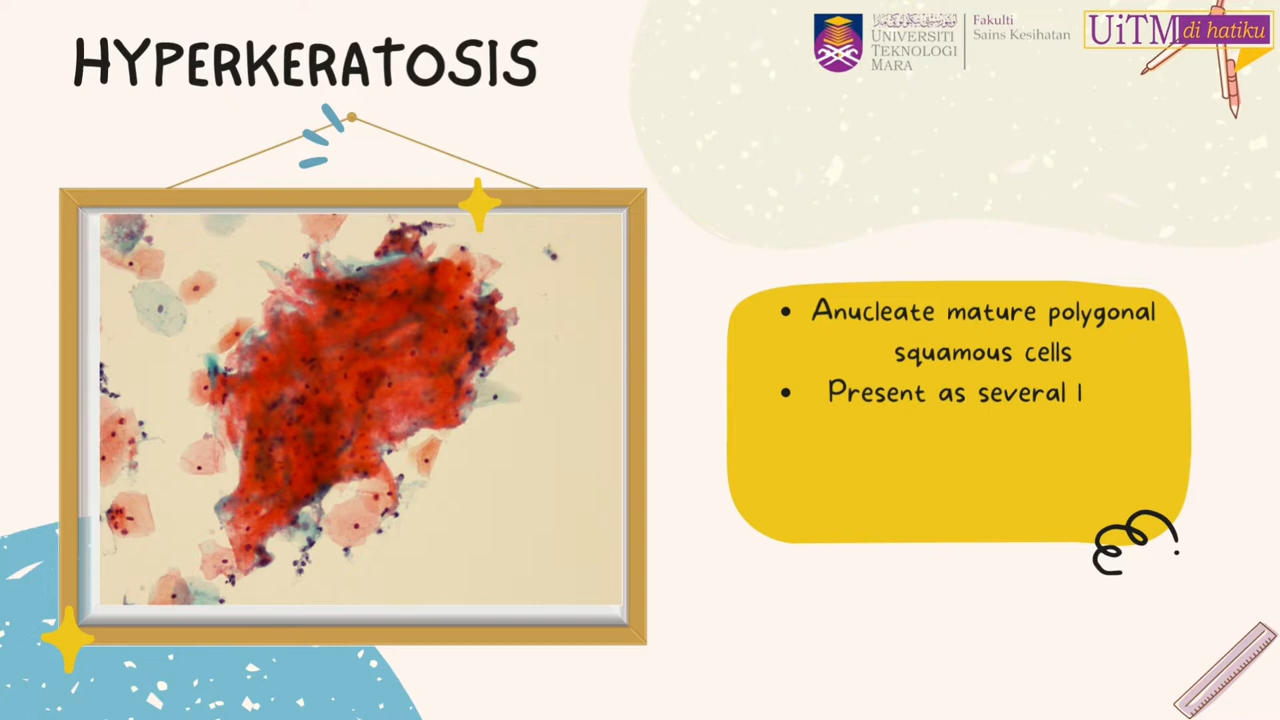 HYPERKERATOSIS
UNIVERSITI
TEKNOLOGI
MARA
Fakulti
Sains Kesihatan
UiTM di hatiku
• Anucleate mature polygonal
squamous cells
• Present as several l